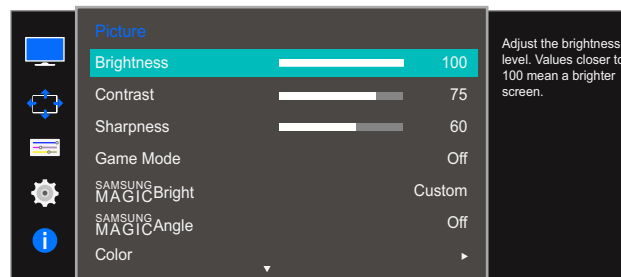 Picture
Brightness 100
Contrast 75
Sharpness 60
Game Mode Off
SAMSUNG MAGICBright Custom
SAMSUNG MAGICAngle Off
Color
Adjust the brightness
level. Values closer to
100 mean a brighter
screen.